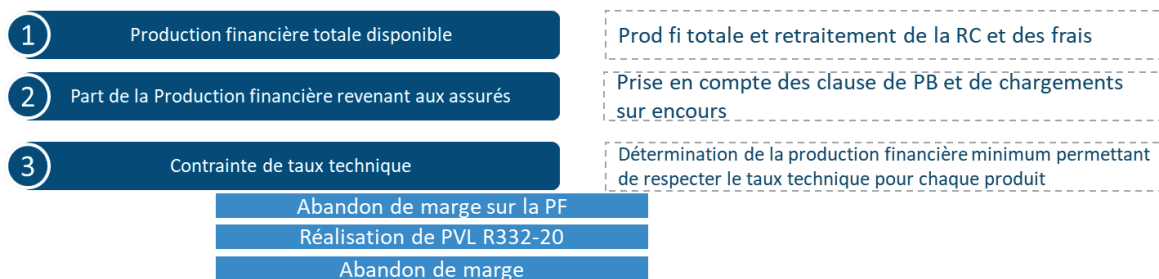 1 Production financière totale disponible
Prod fi totale et retraitement de la RC et des frais
2 Part de la Production financière revenant aux assurés
Prise en compte des clause de PB et de chargements
sur encours
3 Contrainte de taux technique
Détermination de la production financière minimum permettant
de respecter le taux technique pour chaque produit
Abandon de marge sur la PF
Réalisation de PVL R332-20
Abandon de marge